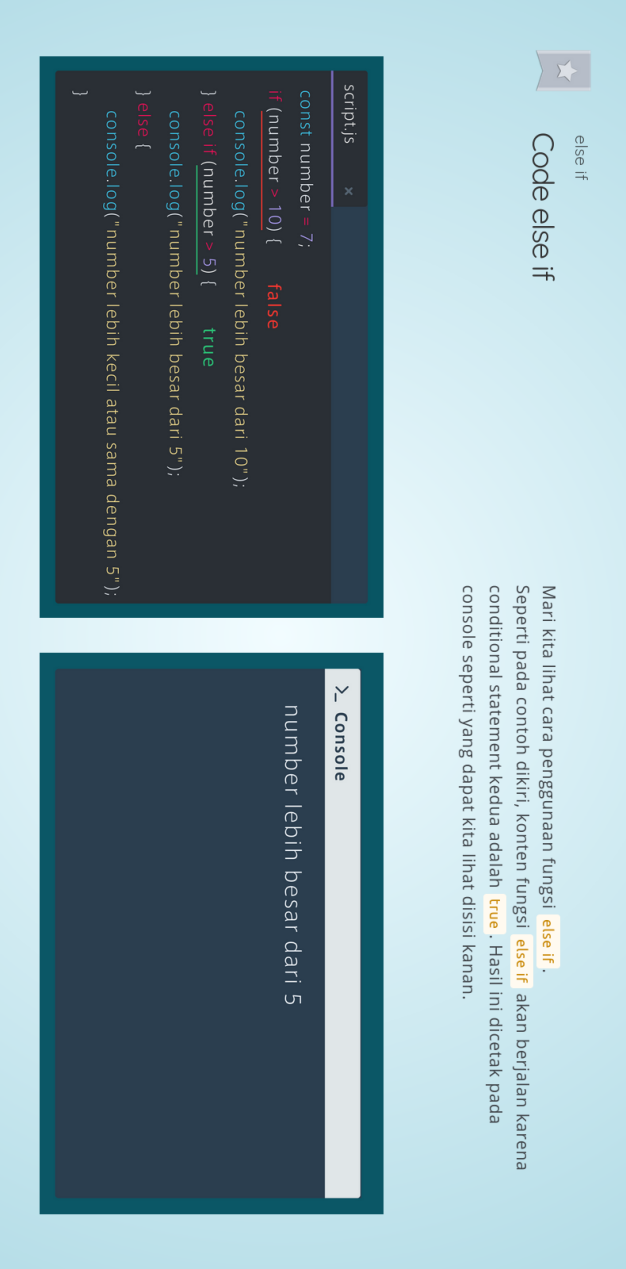 else if
Code else if
Mari kita lihat cara penggunaan fungsi else if.
Seperti pada contoh dikiri, konten fungsi else if akan berjalan karena
conditional statement kedua adalah true. Hasil ini dicetak pada
console seperti yang dapat kita lihat disisi kanan.
script.js ×
const number = 7;
if (number > 10) { false
console.log("number lebih besar dari 10");
} else if (number > 5) { true
console.log("number lebih besar dari 5");
} else {
console.log("number lebih kecil atau sama dengan 5");
}
>_ Console
number lebih besar dari 5